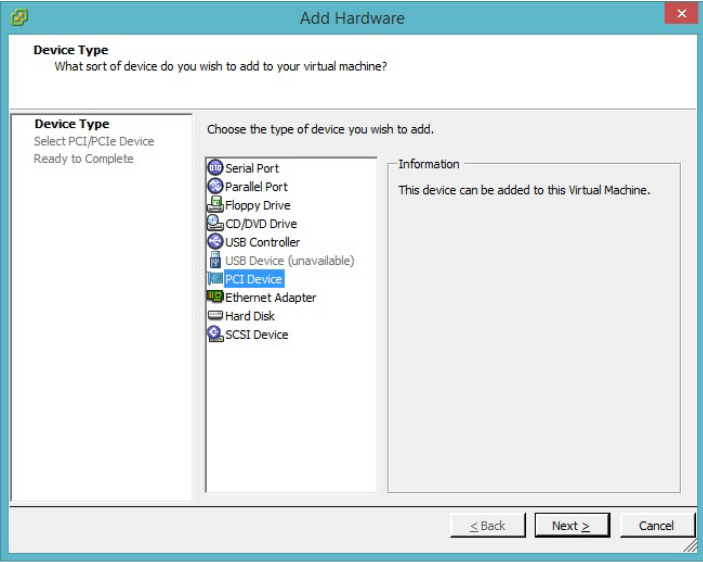 Add Hardware
Device Type
What sort of device do you wish to add to your virtual machine?
Device Type
Select PCI/PCIe Device
Ready to Complete
Choose the type of device you wish to add.
Serial Port
Parallel Port
Floppy Drive
CD/DVD Drive
USB Controller
USB Device (unavailable)
PCI Device
Ethernet Adapter
Hard Disk
SCSI Device
Information
This device can be added to this Virtual Machine.
< Back
Next >
Cancel